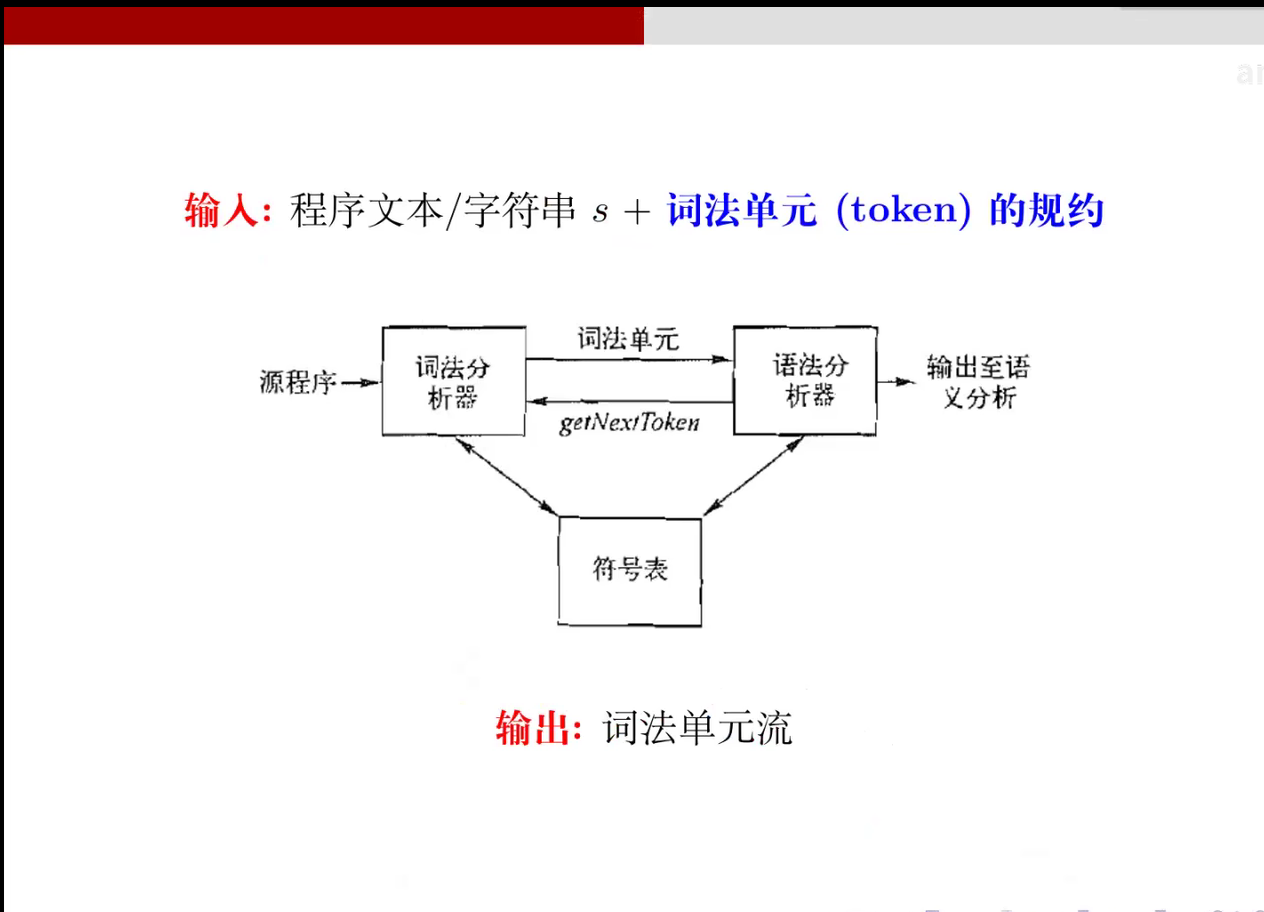 输入: 程序文本/字符串 s + 词法单元 (token) 的规约
词法单元
源程序
词法分
析器
语法分
析器
输出至语
义分析
getNextToken
符号表
输出: 词法单元流